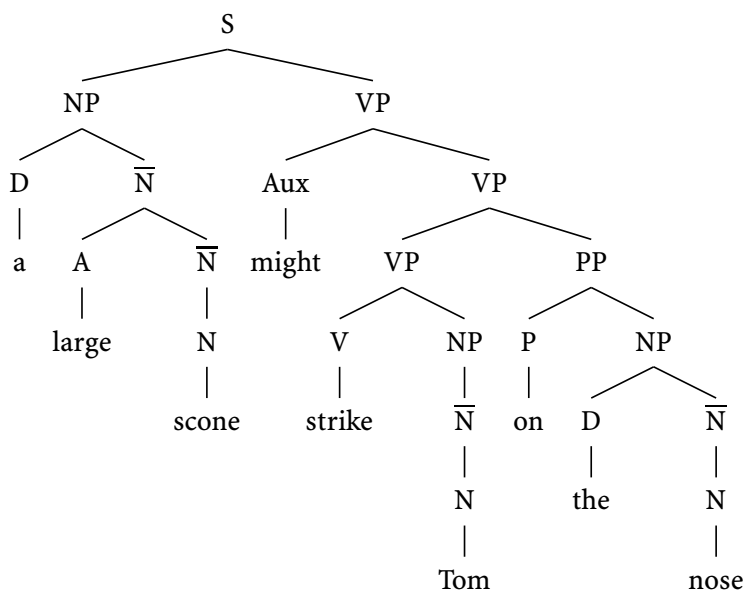 S
NP VP
D N̅ Aux VP
a A N̅ might VP PP
large N V NP P NP
scone strike N̅ on D N̅
N the N
Tom nose